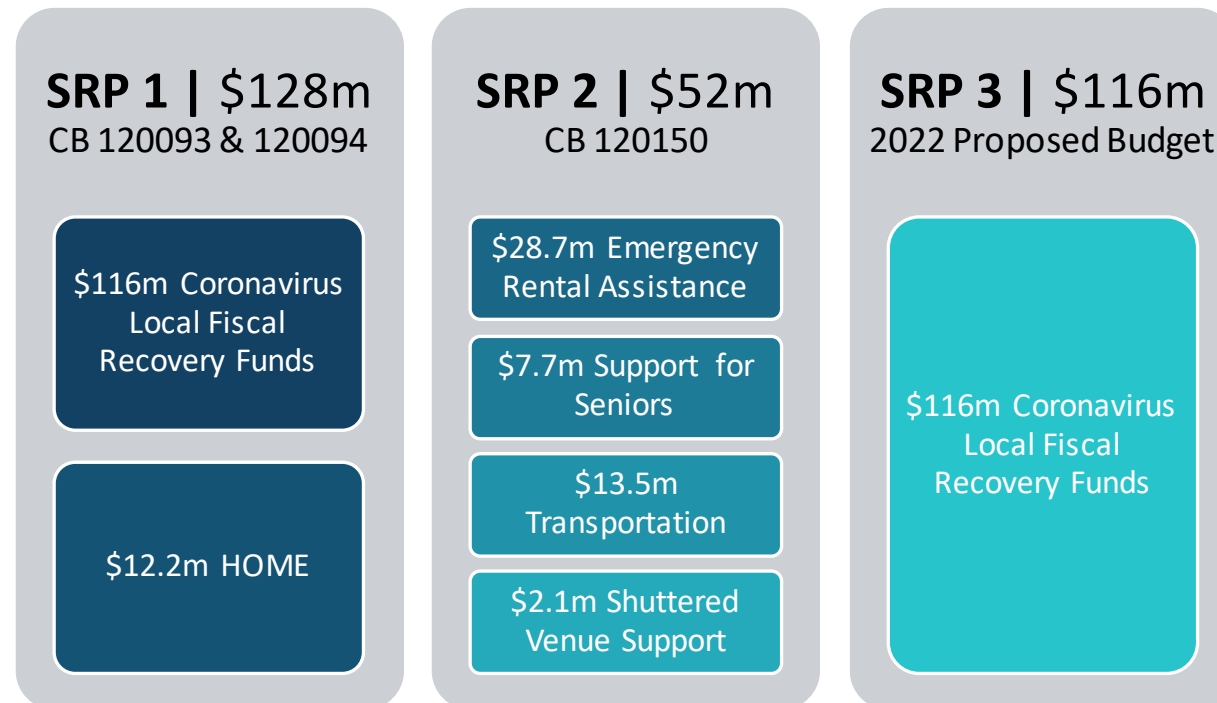 SRP 1 | $128m
CB 120093 & 120094
$116m Coronavirus
Local Fiscal
Recovery Funds
$12.2m HOME
SRP 2 | $52m
CB 120150
$28.7m Emergency
Rental Assistance
$7.7m Support for
Seniors
$13.5m
Transportation
$2.1m Shuttered
Venue Support
SRP 3 | $116m
2022 Proposed Budget
$116m Coronavirus
Local Fiscal
Recovery Funds